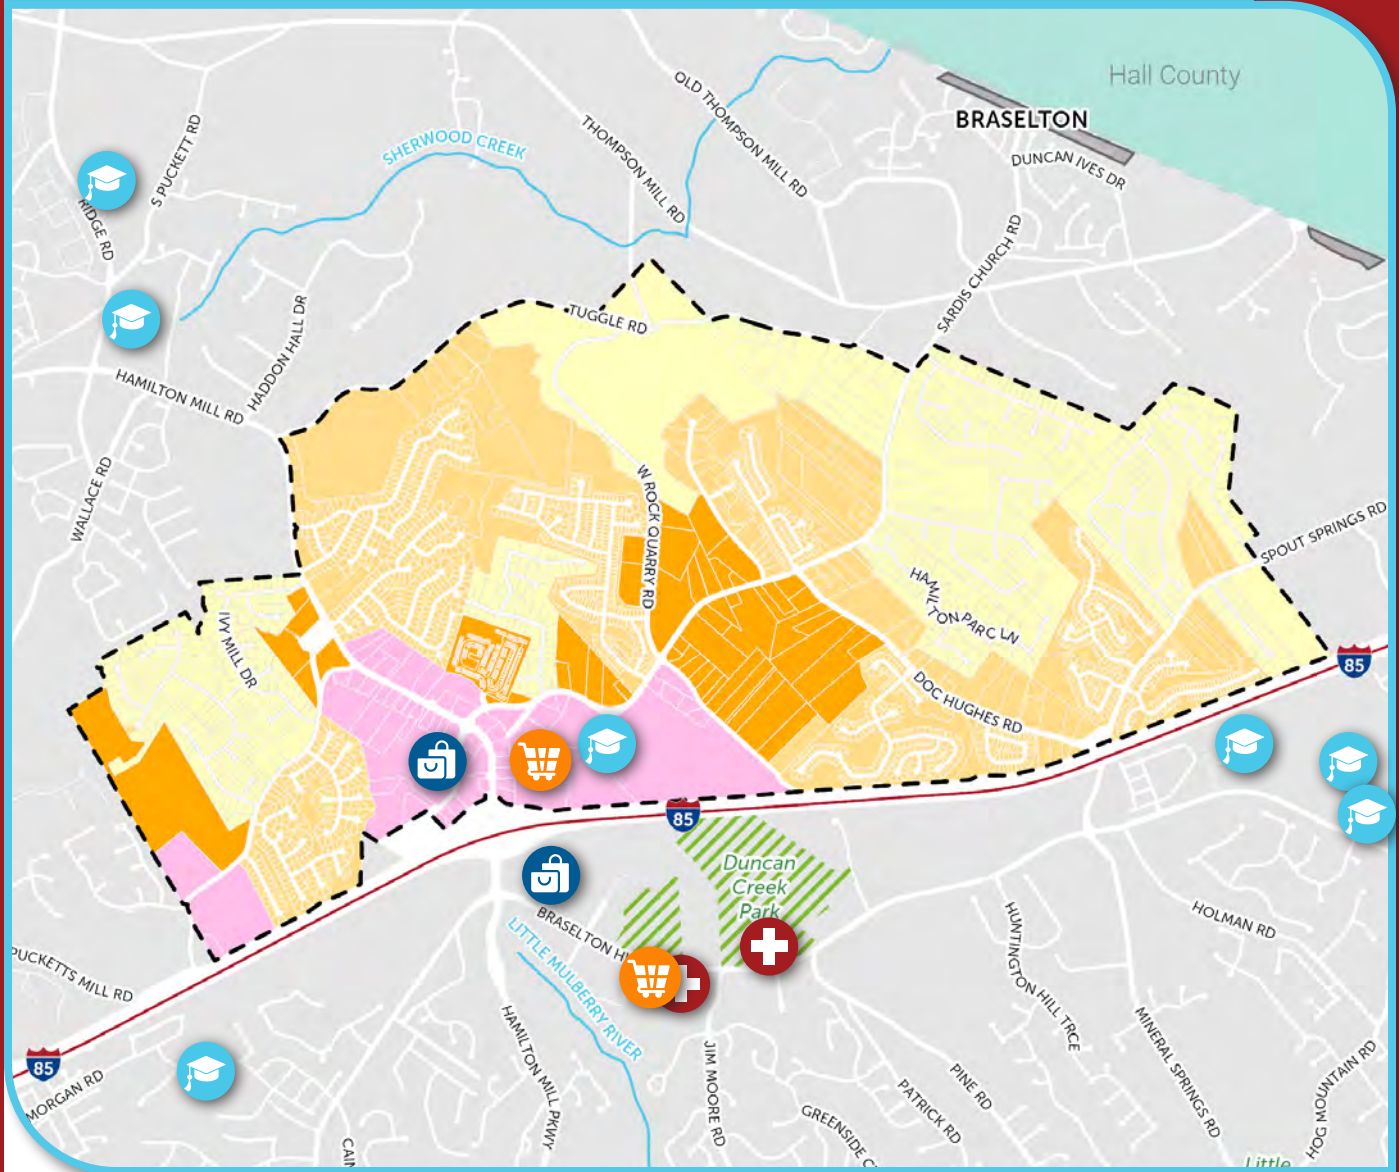 Hall County
BRASELTON
OLD THOMPSON MILL RD
THOMPSON MILL RD
SHERWOOD CREEK
S PUCKETT RD
DUNCAN IVES DR
RIDGE RD
SARDIS CHURCH RD
HADDON HALL DR
TUGGLE RD
HAMILTON MILL RD
WALLACE RD
W ROCK QUARRY RD
SPOUT SPRINGS RD
HAMILTON PARC LN
IVY MILL DR
85
DOC HUGHES RD
85
Duncan
Creek
Park
BRASELTON H
HOLMAN RD
HUNTINGTON HILL TRCE
LITTLE MULBERRY RIVER
PUCKETTS MILL RD
HAMILTON MILL PKWY
MINERAL SPRINGS RD
85
JIM MOORE RD
HOG MOUNTAIN RD
PINE RD
PATRICK RD
MORGAN RD
GREENSIDE C
CAIN
Little